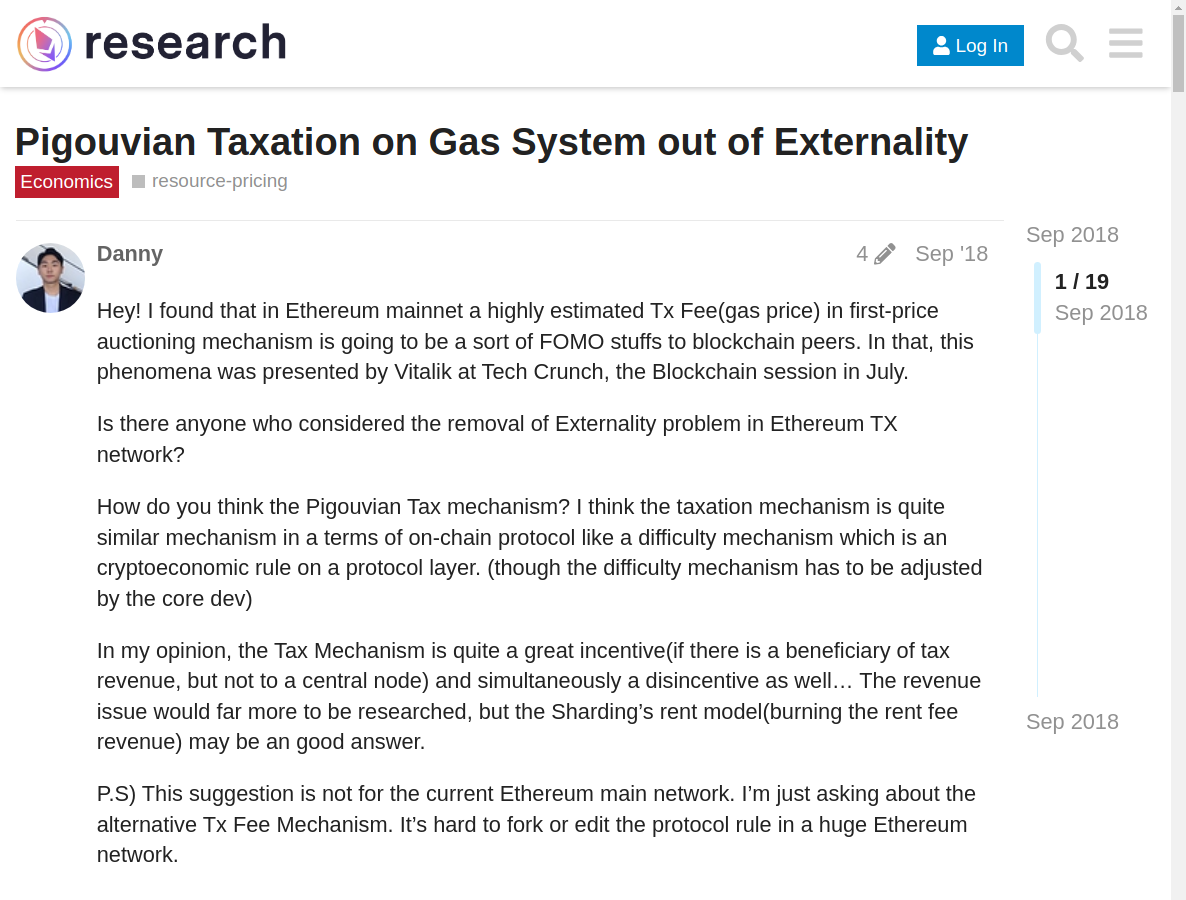 research
Log In
Pigouvian Taxation on Gas System out of Externality
Economics
resource-pricing
Danny
4
Sep '18
Hey! I found that in Ethereum mainnet a highly estimated Tx Fee(gas price) in first-price
auctioning mechanism is going to be a sort of FOMO stuffs to blockchain peers. In that, this
phenomena was presented by Vitalik at Tech Crunch, the Blockchain session in July.
Is there anyone who considered the removal of Externality problem in Ethereum TX
network?
How do you think the Pigouvian Tax mechanism? I think the taxation mechanism is quite
similar mechanism in a terms of on-chain protocol like a difficulty mechanism which is an
cryptoeconomic rule on a protocol layer. (though the difficulty mechanism has to be adjusted
by the core dev)
In my opinion, the Tax Mechanism is quite a great incentive(if there is a beneficiary of tax
revenue, but not to a central node) and simultaneously a disincentive as well… The revenue
issue would far more to be researched, but the Sharding’s rent model(burning the rent fee
revenue) may be an good answer.
P.S) This suggestion is not for the current Ethereum main network. I’m just asking about the
alternative Tx Fee Mechanism. It’s hard to fork or edit the protocol rule in a huge Ethereum
network.
Sep 2018
1 / 19
Sep 2018
Sep 2018